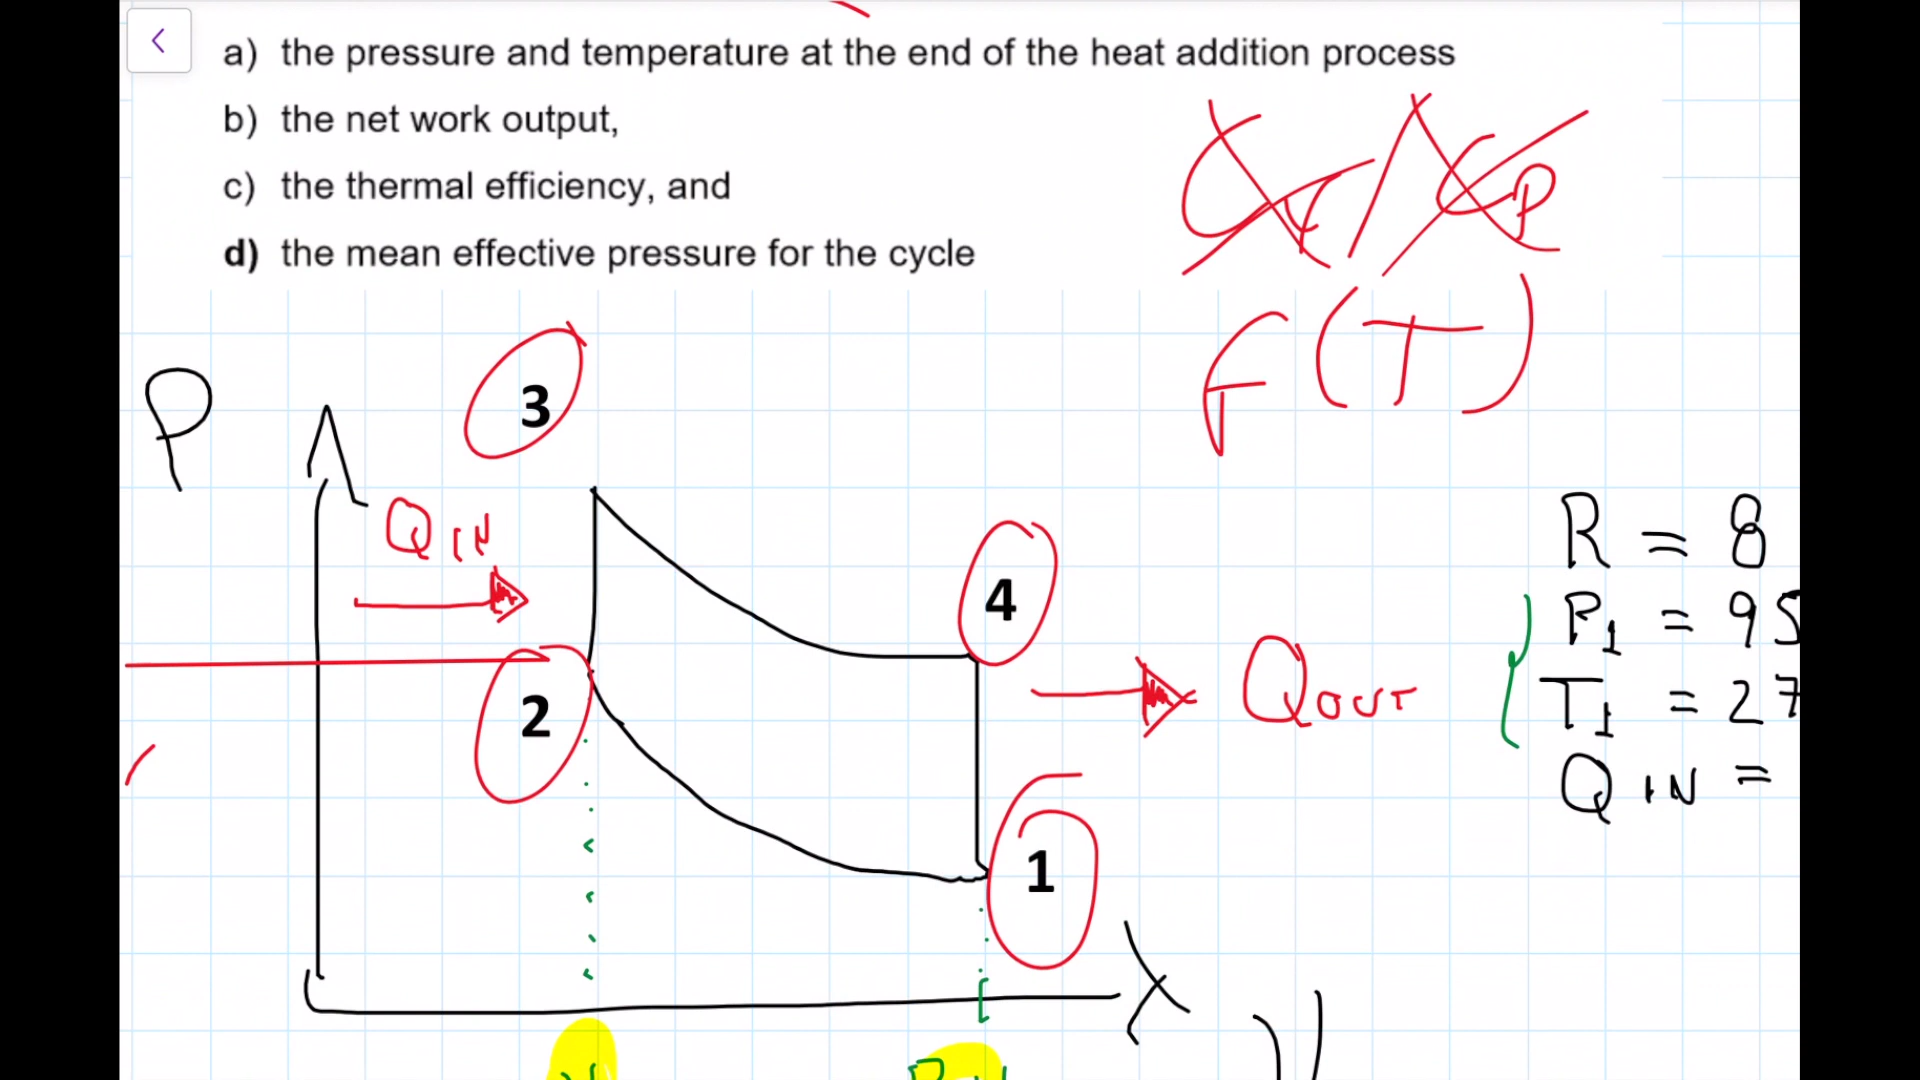 a) the pressure and temperature at the end of the heat addition process
b) the net work output,
c) the thermal efficiency, and
d) the mean effective pressure for the cycle
Cv/Cp
F(T)
3
P
QIN
4
R = 8
P1 = 95
2
QOUT
T1 = 27
QIN =
1